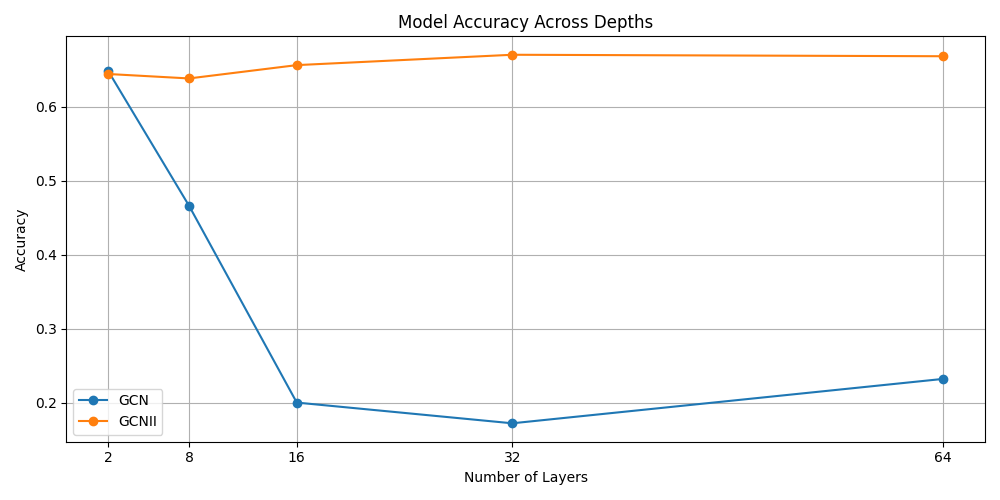 Model Accuracy Across Depths
Accuracy
0.6
0.5
0.4
0.3
0.2
GCN
GCNII
2 8 16 32 64
Number of Layers